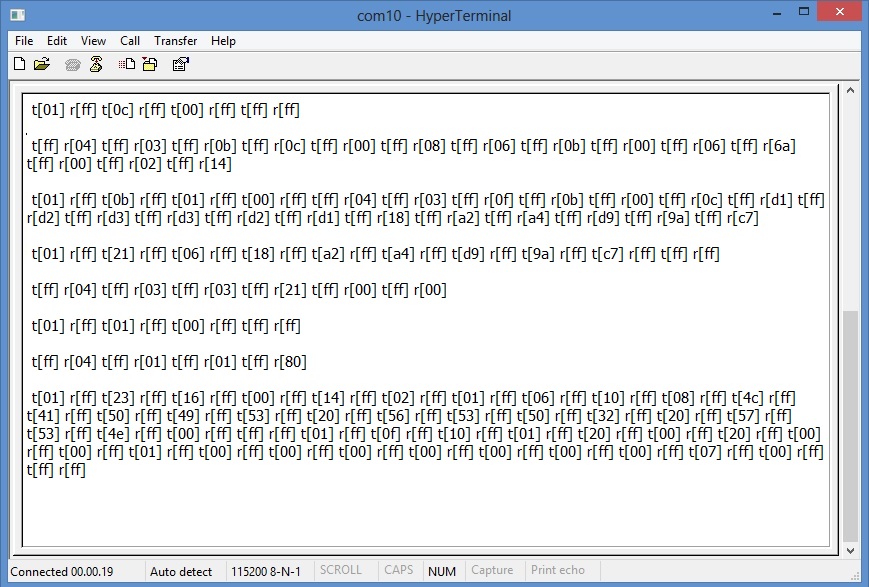 com10 - HyperTerminal
File Edit View Call Transfer Help
t[01] r[ff] t[0c] r[ff] t[00] r[ff] t[ff] r[ff]
.
t[ff] r[04] t[ff] r[03] t[ff] r[0b] t[ff] r[0c] t[ff] r[00] t[ff] r[08] t[ff] r[06] t[ff] r[0b] t[ff] r[00] t[ff] r[06] t[ff] r[6a]
t[ff] r[00] t[ff] r[02] t[ff] r[14]
t[01] r[ff] t[0b] r[ff] t[01] r[ff] t[00] r[ff] t[ff] r[04] t[ff] r[03] t[ff] r[0f] t[ff] r[0b] t[ff] r[00] t[ff] r[0c] t[ff] r[d1] t[ff]
r[d2] t[ff] r[d3] t[ff] r[d3] t[ff] r[d2] t[ff] r[d1] t[ff] r[18] t[ff] r[a2] t[ff] r[a4] t[ff] r[d9] t[ff] r[9a] t[ff] r[c7]
t[01] r[ff] t[21] r[ff] t[06] r[ff] t[18] r[ff] t[a2] r[ff] t[a4] r[ff] t[d9] r[ff] t[9a] r[ff] t[c7] r[ff] t[ff] r[ff]
t[ff] r[04] t[ff] r[03] t[ff] r[03] t[ff] r[21] t[ff] r[00] t[ff] r[00]
t[01] r[ff] t[01] r[ff] t[00] r[ff] t[ff] r[ff]
t[ff] r[04] t[ff] r[01] t[ff] r[01] t[ff] r[80]
t[01] r[ff] t[23] r[ff] t[16] r[ff] t[00] r[ff] t[14] r[ff] t[02] r[ff] t[01] r[ff] t[06] r[ff] t[10] r[ff] t[08] r[ff] t[4c] r[ff]
t[41] r[ff] t[50] r[ff] t[49] r[ff] t[53] r[ff] t[20] r[ff] t[56] r[ff] t[53] r[ff] t[50] r[ff] t[32] r[ff] t[20] r[ff] t[57] r[ff]
t[53] r[ff] t[4e] r[ff] t[00] r[ff] t[ff] r[ff] t[01] r[ff] t[0f] r[ff] t[10] r[ff] t[01] r[ff] t[20] r[ff] t[00] r[ff] t[20] r[ff] t[00]
r[ff] t[00] r[ff] t[01] r[ff] t[00] r[ff] t[00] r[ff] t[00] r[ff] t[00] r[ff] t[00] r[ff] t[00] r[ff] t[00] r[ff] t[07] r[ff] t[00] r[ff]
t[ff] r[ff]
Connected 00.00.19 Auto detect 115200 8-N-1 SCROLL CAPS NUM Capture Print echo